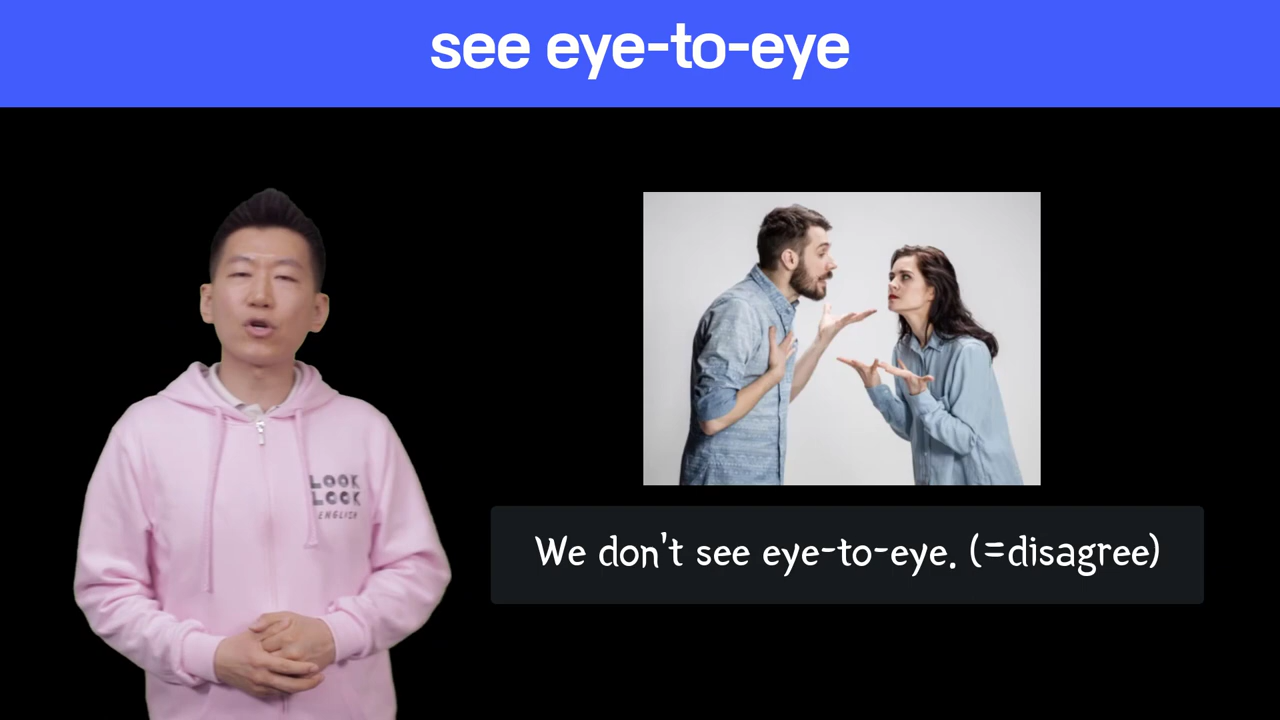 see eye-to-eye
LOOK
LOOK
ENGLISH
We don't see eye-to-eye. (=disagree)